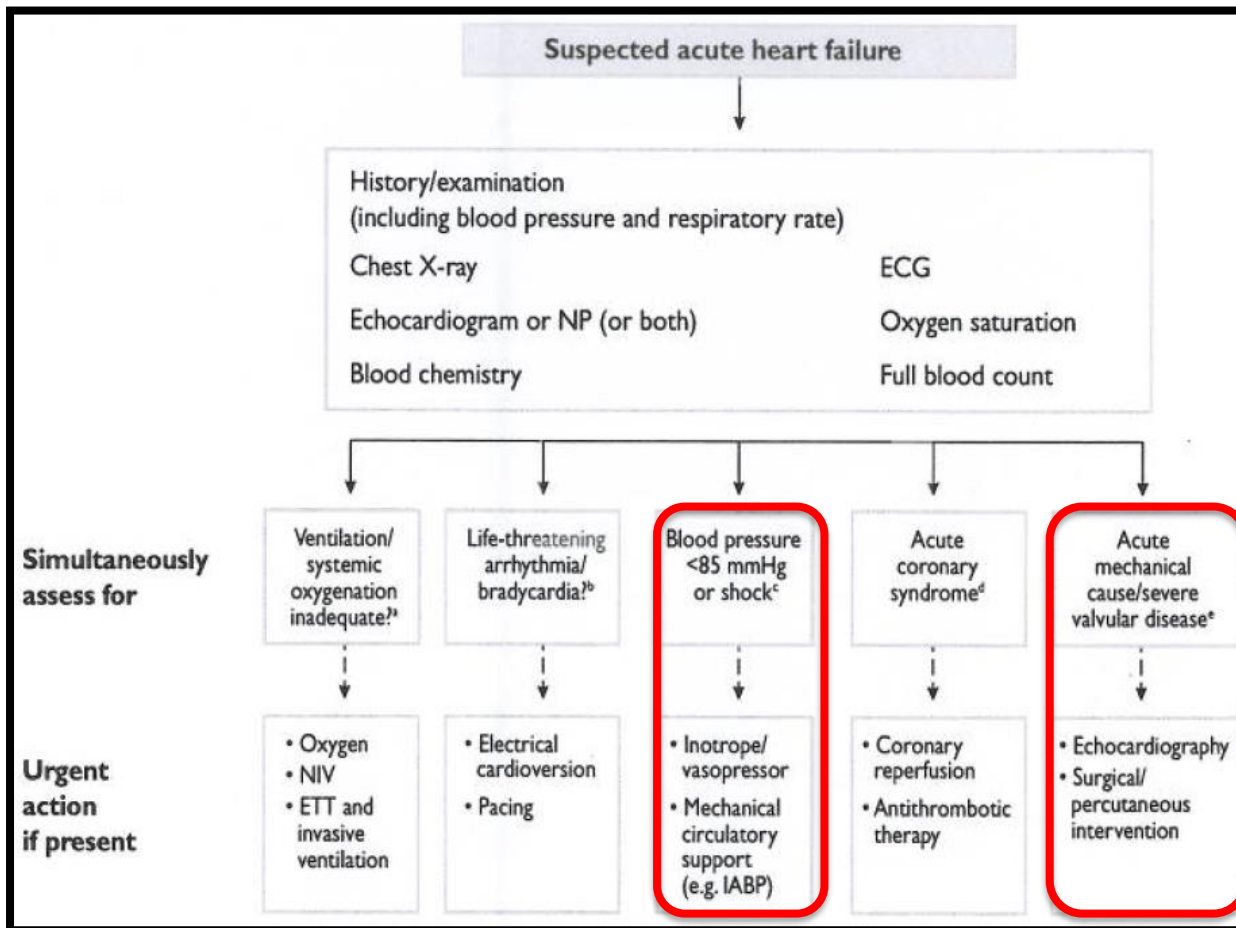 Suspected acute heart failure
History/examination
(including blood pressure and respiratory rate)
Chest X-ray
ECG
Echocardiogram or NP (or both)
Oxygen saturation
Blood chemistry
Full blood count
Simultaneously
assess for
Ventilation/
systemic
oxygenation
inadequate?ᵃ
Life-threatening
arrhythmia/
bradycardia?ᵇ
Blood pressure
<85 mmHg
or shockᶜ
Acute
coronary
syndromeᵈ
Acute
mechanical
cause/severe
valvular diseaseᵉ
Urgent
action
if present
• Oxygen
• NIV
• ETT and
invasive
ventilation
• Electrical
cardioversion
• Pacing
• Inotrope/
vasopressor
• Mechanical
circulatory
support
(e.g. IABP)
• Coronary
reperfusion
• Antithrombotic
therapy
• Echocardiography
• Surgical/
percutaneous
intervention